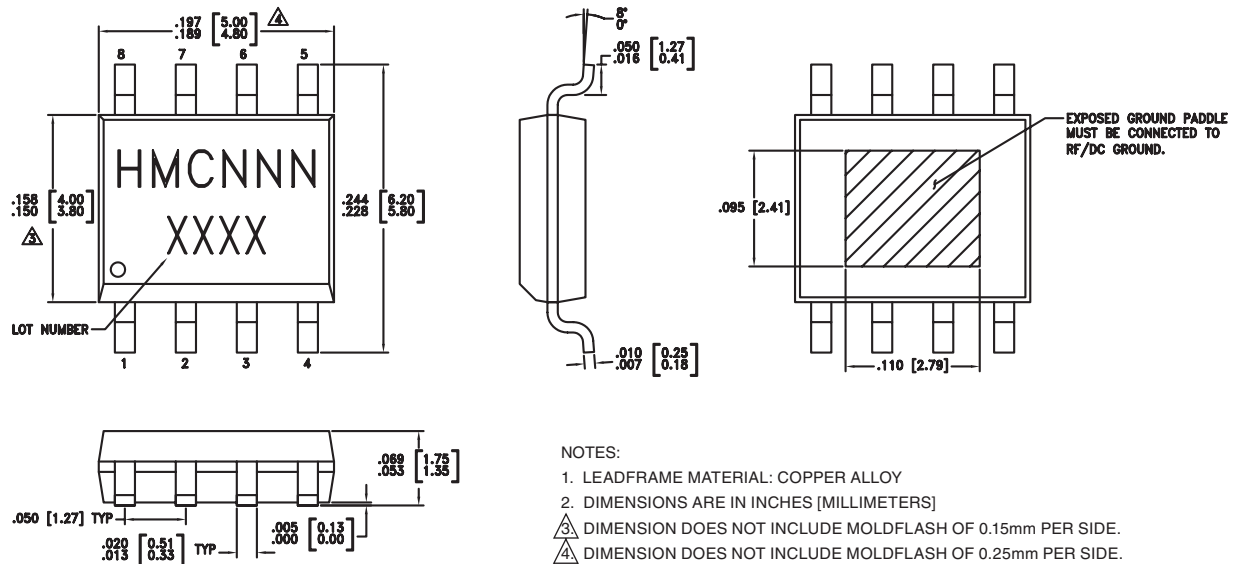 .197 [5.00]
.189 [4.80]
4
8 7 6 5
HMCNNN
XXXX
.158 [4.00]
.150 [3.80]
3
.244 [6.20]
.228 [5.80]
LOT NUMBER
1 2 3 4
8°
0°
.050 [1.27]
.016 [0.41]
.010 [0.25]
.007 [0.18]
EXPOSED GROUND PADDLE
MUST BE CONNECTED TO
RF/DC GROUND.
.095 [2.41]
.110 [2.79]
.069 [1.75]
.053 [1.35]
.050 [1.27] TYP
.020 [0.51]
.013 [0.33]
TYP
.005 [0.13]
.000 [0.00]
NOTES:
1. LEADFRAME MATERIAL: COPPER ALLOY
2. DIMENSIONS ARE IN INCHES [MILLIMETERS]
3. DIMENSION DOES NOT INCLUDE MOLDFLASH OF 0.15mm PER SIDE.
4. DIMENSION DOES NOT INCLUDE MOLDFLASH OF 0.25mm PER SIDE.